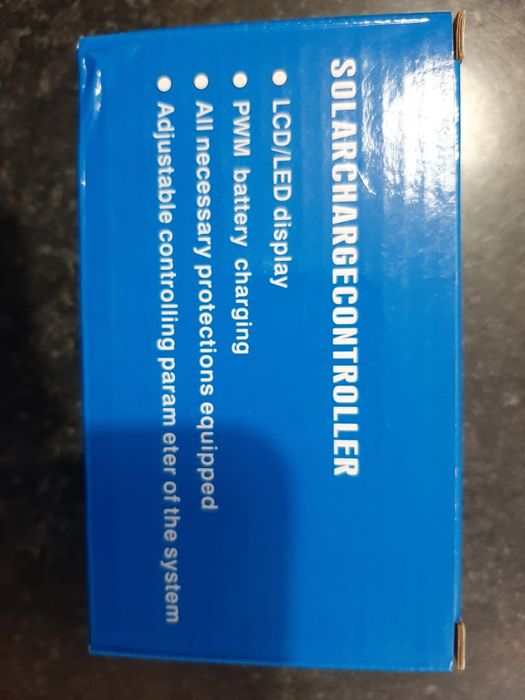 SOLARCHARGECONTROLLER
LCD/LED display
PWM battery charging
All necessary protections equipped
Adjustable controlling param eter of the system